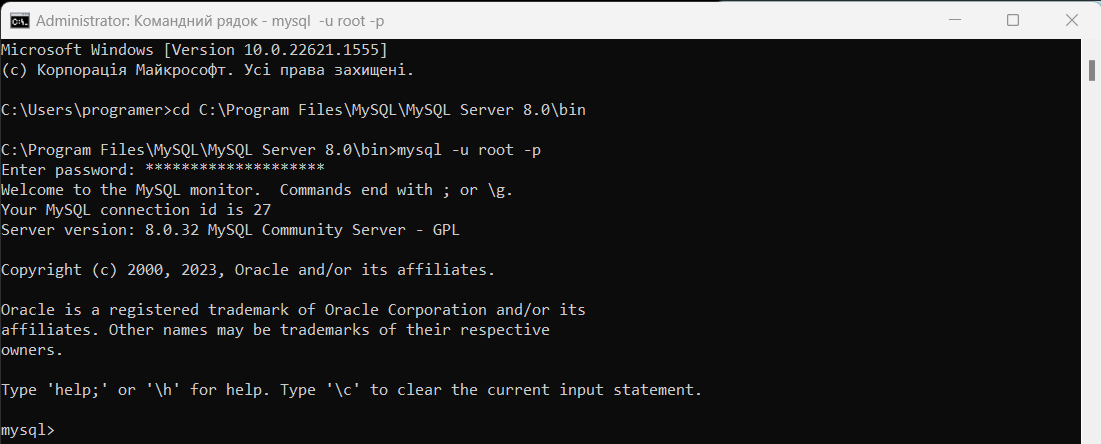 Administrator: Командний рядок - mysql  -u root -p
Microsoft Windows [Version 10.0.22621.1555]
(c) Корпорація Майкрософт. Усі права захищені.
C:\Users\programer>cd C:\Program Files\MySQL\MySQL Server 8.0\bin
C:\Program Files\MySQL\MySQL Server 8.0\bin>mysql -u root -p
Enter password: ********************
Welcome to the MySQL monitor.  Commands end with ; or \g.
Your MySQL connection id is 27
Server version: 8.0.32 MySQL Community Server - GPL
Copyright (c) 2000, 2023, Oracle and/or its affiliates.
Oracle is a registered trademark of Oracle Corporation and/or its
affiliates. Other names may be trademarks of their respective
owners.
Type 'help;' or '\h' for help. Type '\c' to clear the current input statement.
mysql>